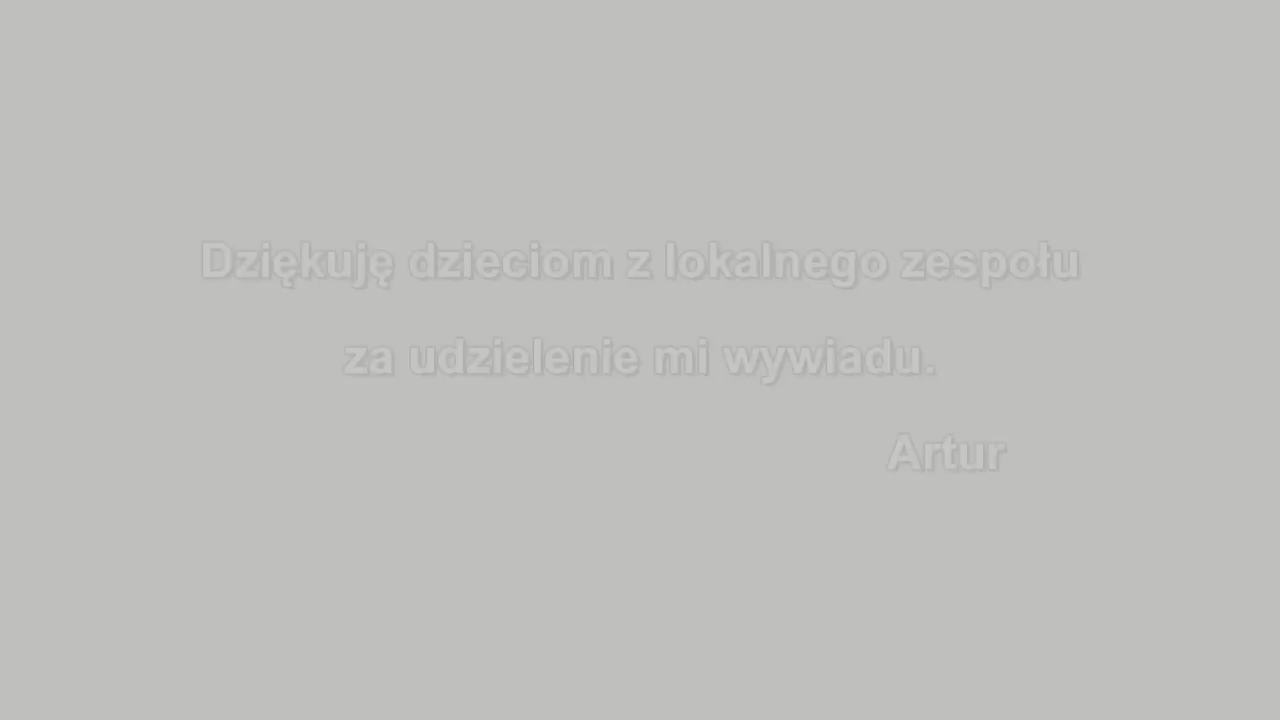 Dziękuję dzieciom z lokalnego zespołu
za udzielenie mi wywiadu.
Artur